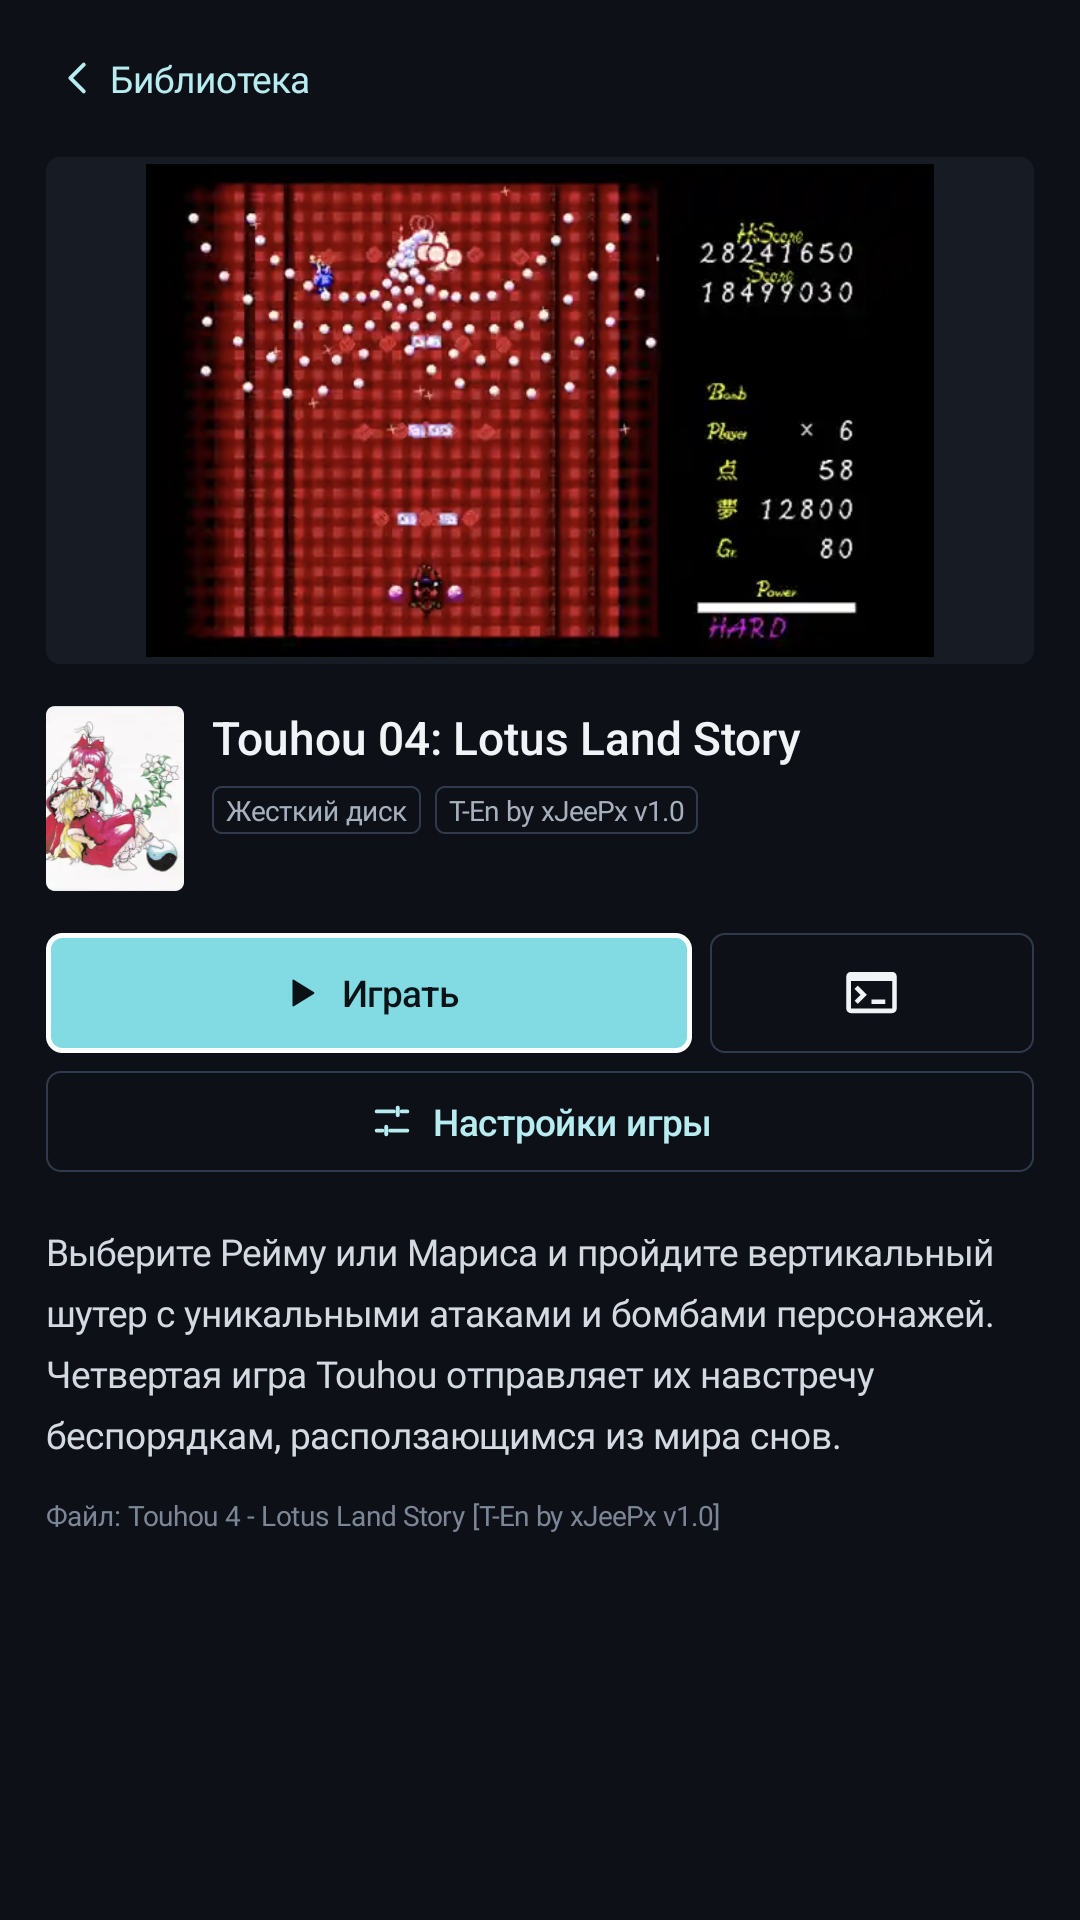 Библиотека
HiScore
28241650
Score
18499030
Bomb
Player × 6
点 58
夢 12800
Gr. 80
Power
HARD
Touhou 04: Lotus Land Story
Жесткий диск
T-En by xJeePx v1.0
Играть
Настройки игры
Выберите Рейму или Мариса и пройдите вертикальный
шутер с уникальными атаками и бомбами персонажей.
Четвертая игра Touhou отправляет их навстречу
беспорядкам, расползающимся из мира снов.
Файл: Touhou 4 - Lotus Land Story [T-En by xJeePx v1.0]